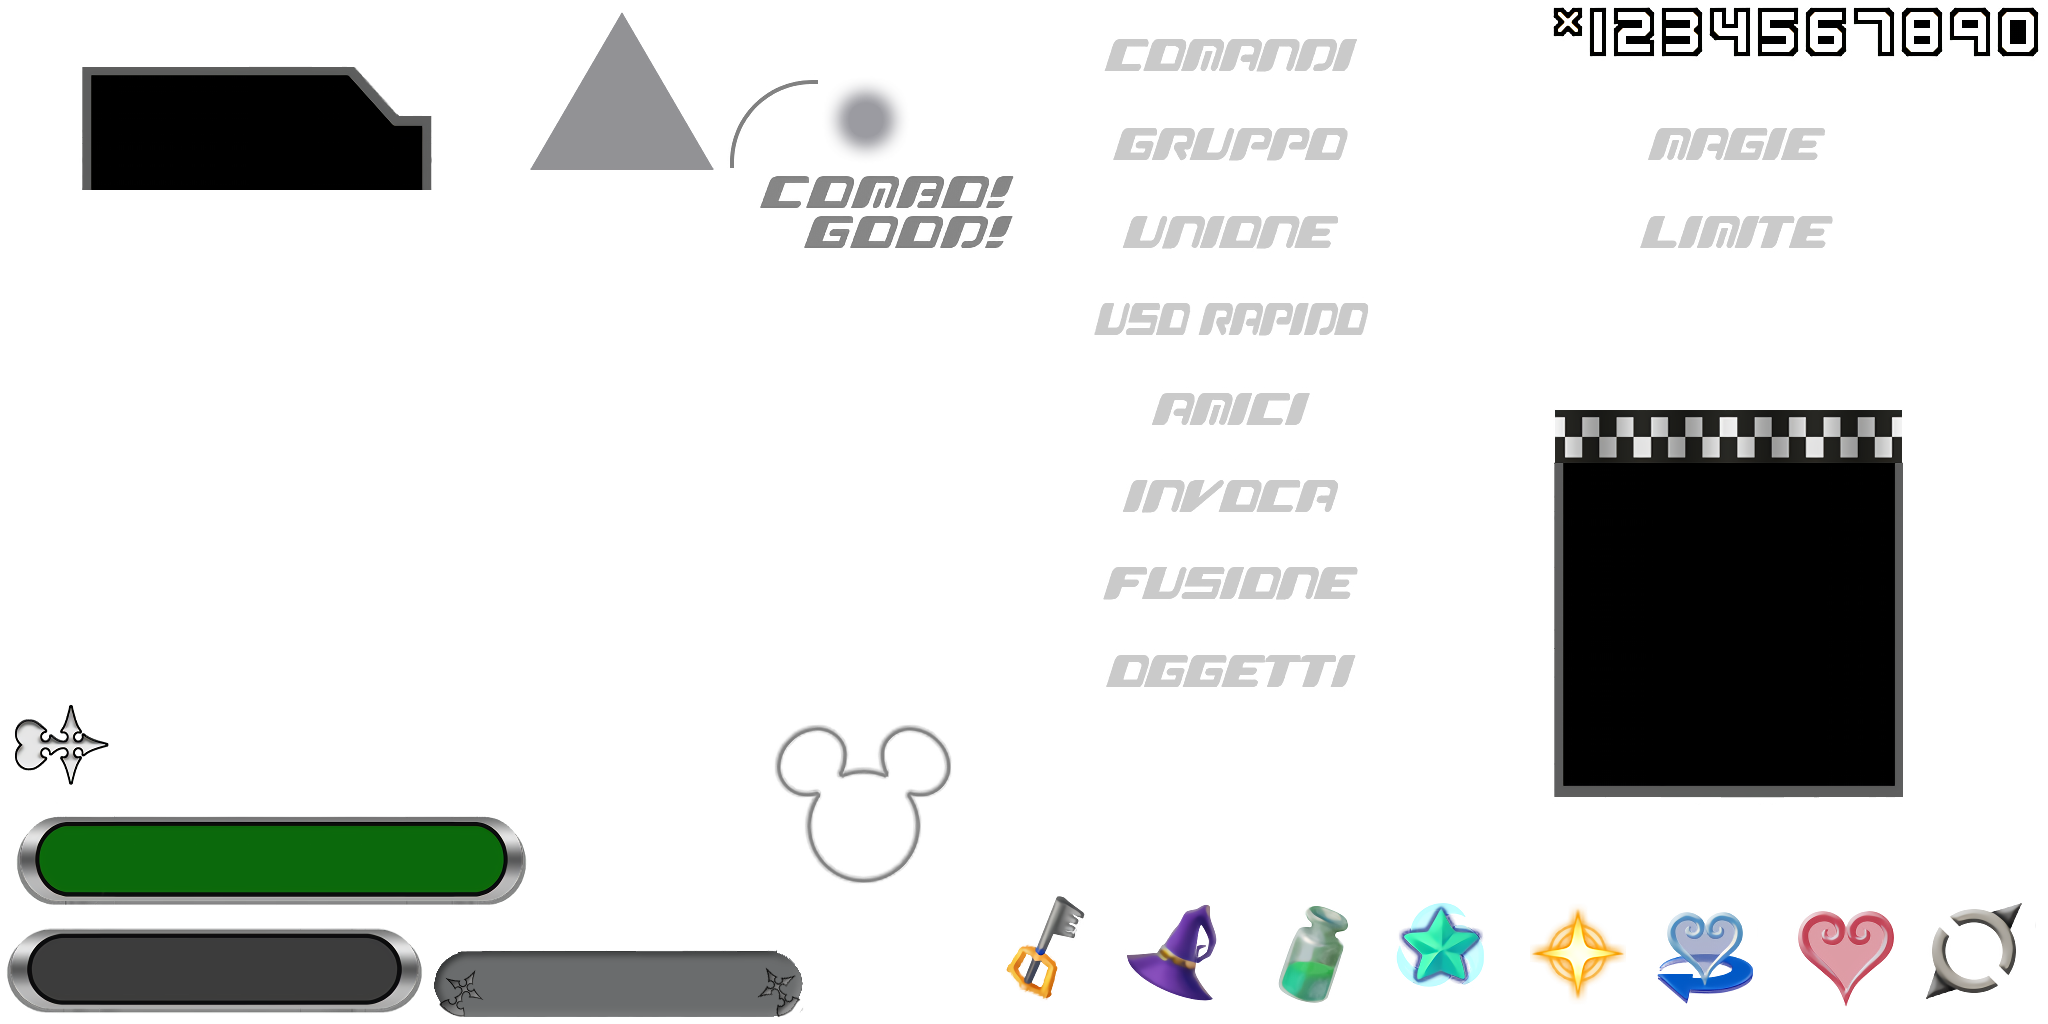 ×1234567890
COMANDI
GRUPPO
MAGIE
COMBO!
GOOD!
UNIONE
LIMITE
USO RAPIDO
AMICI
INVOCA
FUSIONE
OGGETTI